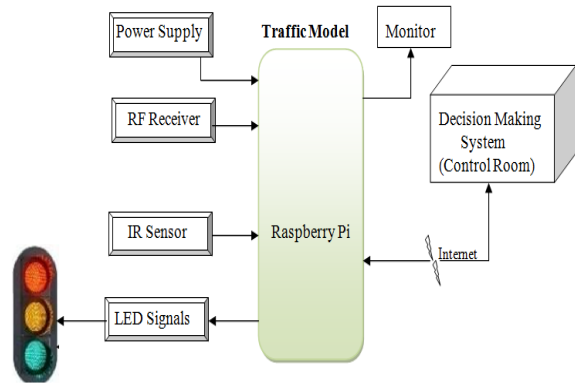 Power Supply
Traffic Model
Monitor
RF Receiver
Decision Making
System
(Control Room)
IR Sensor
Raspberry Pi
Internet
LED Signals